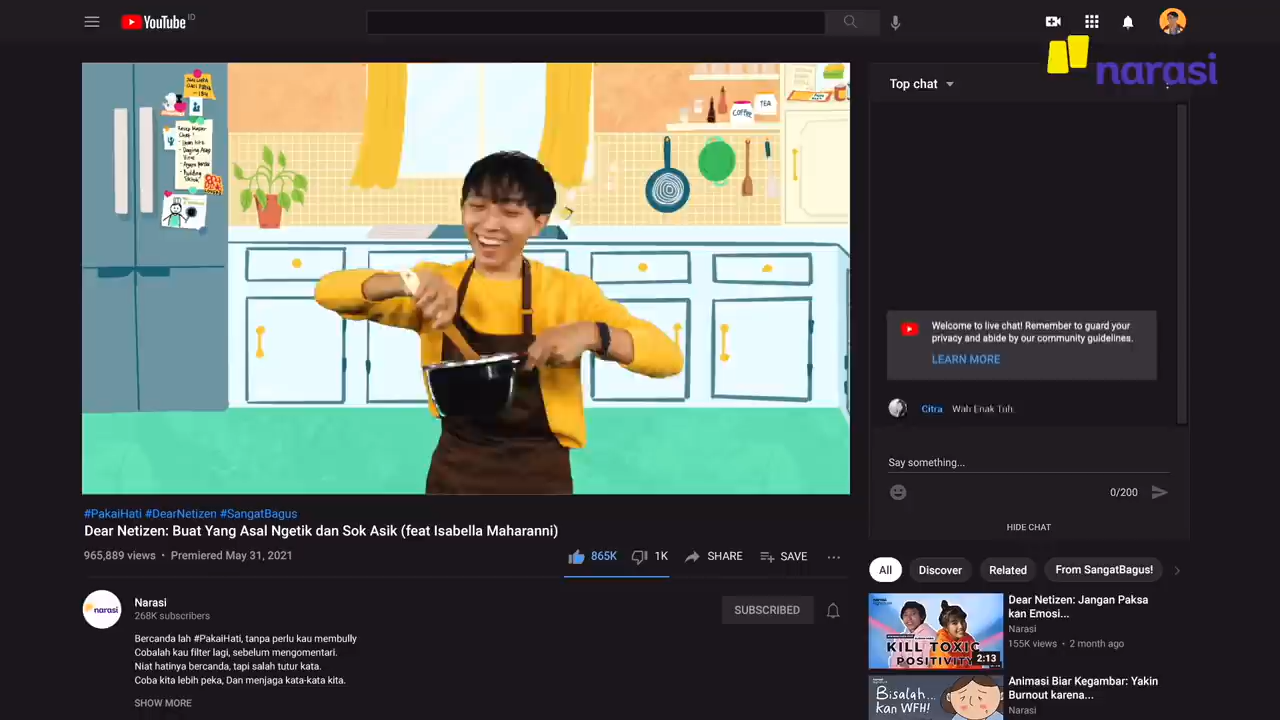 YouTube ID
narasi
Top chat
COFFEE
TEA
Welcome to live chat! Remember to guard your
privacy and abide by our community guidelines.
LEARN MORE
Citra Wah Enak Tuh.
Say something...
0/200
HIDE CHAT
#PakaiHati #DearNetizen #SangatBagus
Dear Netizen: Buat Yang Asal Ngetik dan Sok Asik (feat Isabella Maharanni)
965,889 views • Premiered May 31, 2021
865K 1K SHARE SAVE
narasi
Narasi
268K subscribers
SUBSCRIBED
Bercanda lah #PakaiHati, tanpa perlu kau membully
Cobalah kau filter lagi, sebelum mengomentari.
Niat hatinya bercanda, tapi salah tutur kata.
Coba kita lebih peka, Dan menjaga kata-kata kita.
SHOW MORE
All Discover Related From SangatBagus!
KILL TOXIC
POSITIVITY
2:13
Dear Netizen: Jangan Paksa
kan Emosi...
Narasi
155K views • 2 month ago
Bisalah...
kan WFH!
Animasi Biar Kegambar: Yakin
Burnout karena...
Narasi